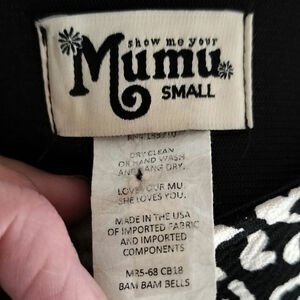 show me your
Mumu
SMALL
DRY CLEAN
OR HAND WASH
AND HANG DRY.
LOVE YOUR MU
SHE LOVES YOU.
MADE IN THE USA
OF IMPORTED FABRIC
AND IMPORTED
COMPONENTS
MR5-68 CB18
BAM BAM BELLS